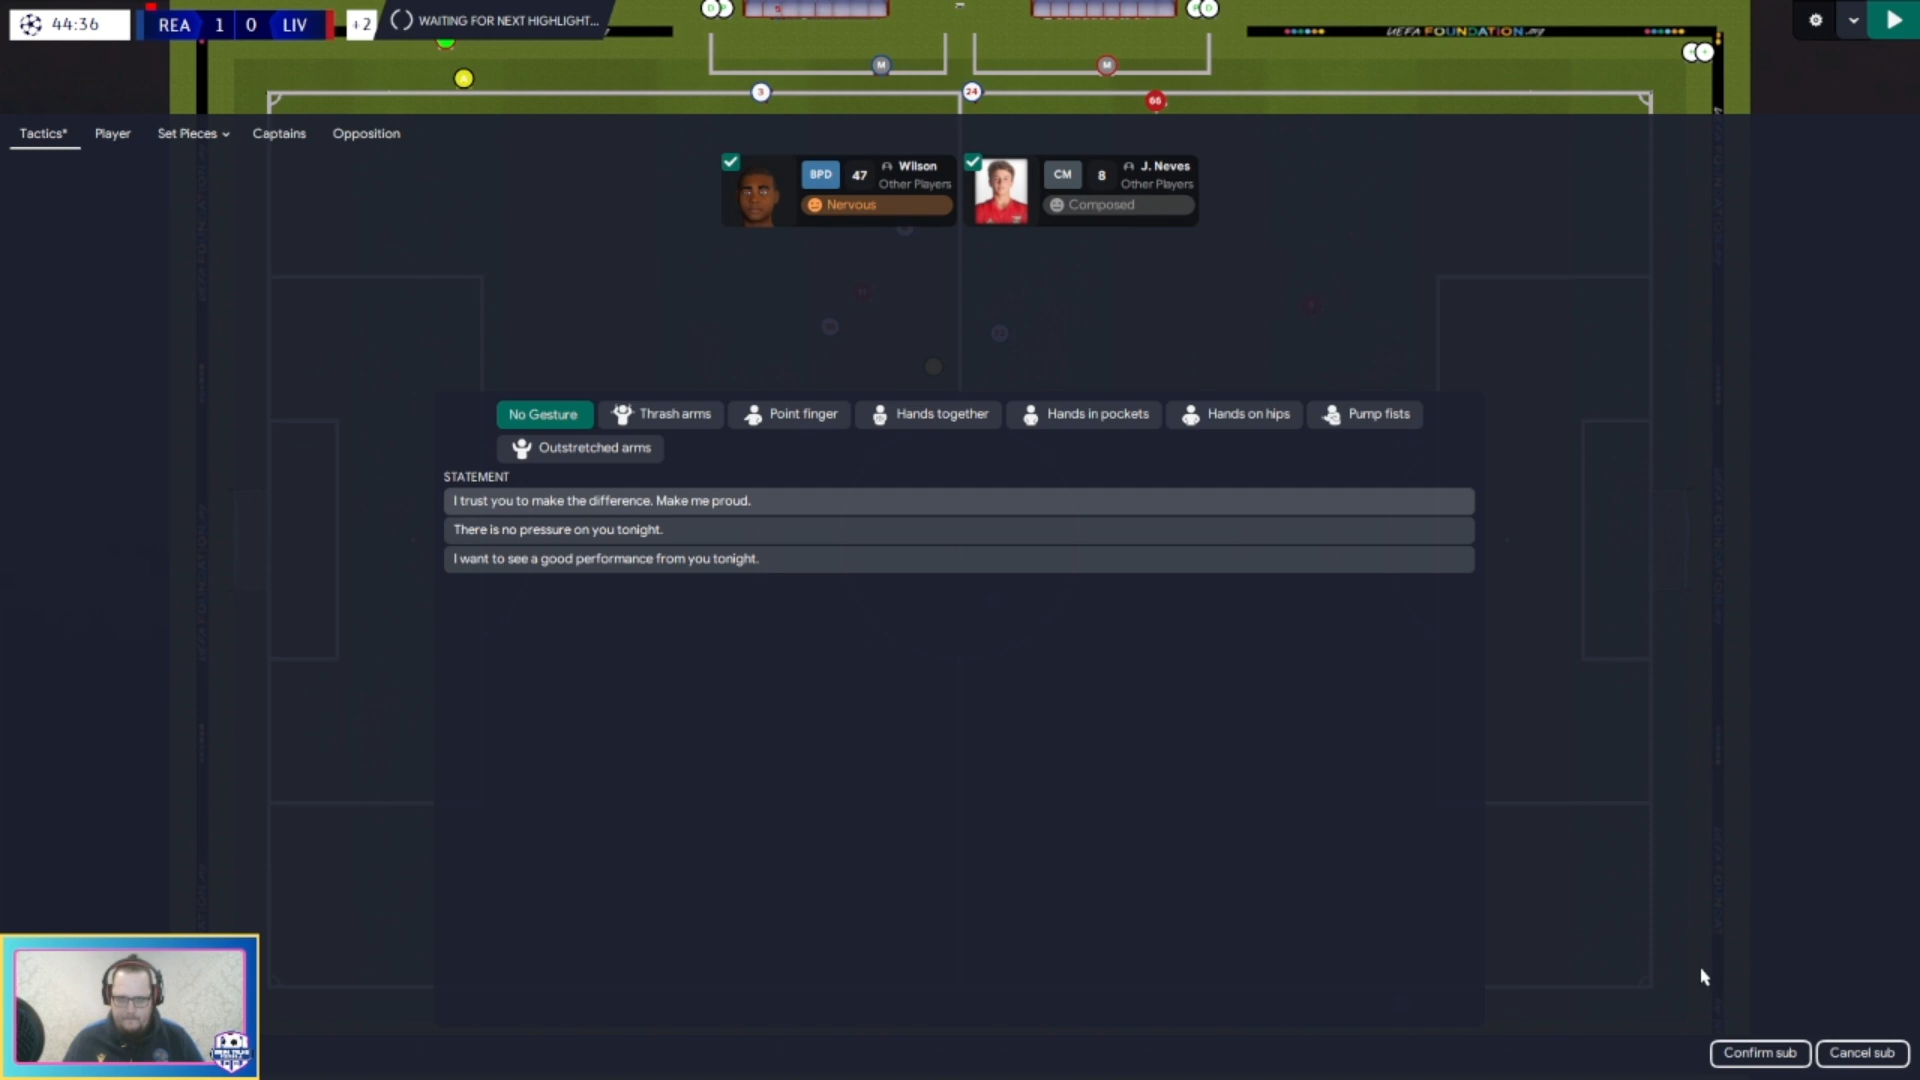 44:36 REA 1 0 LIV +2 WAITING FOR NEXT HIGHLIGHT...
UEFA FOUNDATION.org
M M
3 24 66
Tactics* Player Set Pieces Captains Opposition
BPD 47 Wilson
Other Players
Nervous
CM 8 J. Neves
Other Players
Composed
No Gesture Thrash arms Point finger Hands together Hands in pockets Hands on hips Pump fists
Outstretched arms
STATEMENT
I trust you to make the difference. Make me proud.
There is no pressure on you tonight.
I want to see a good performance from you tonight.
Confirm sub Cancel sub